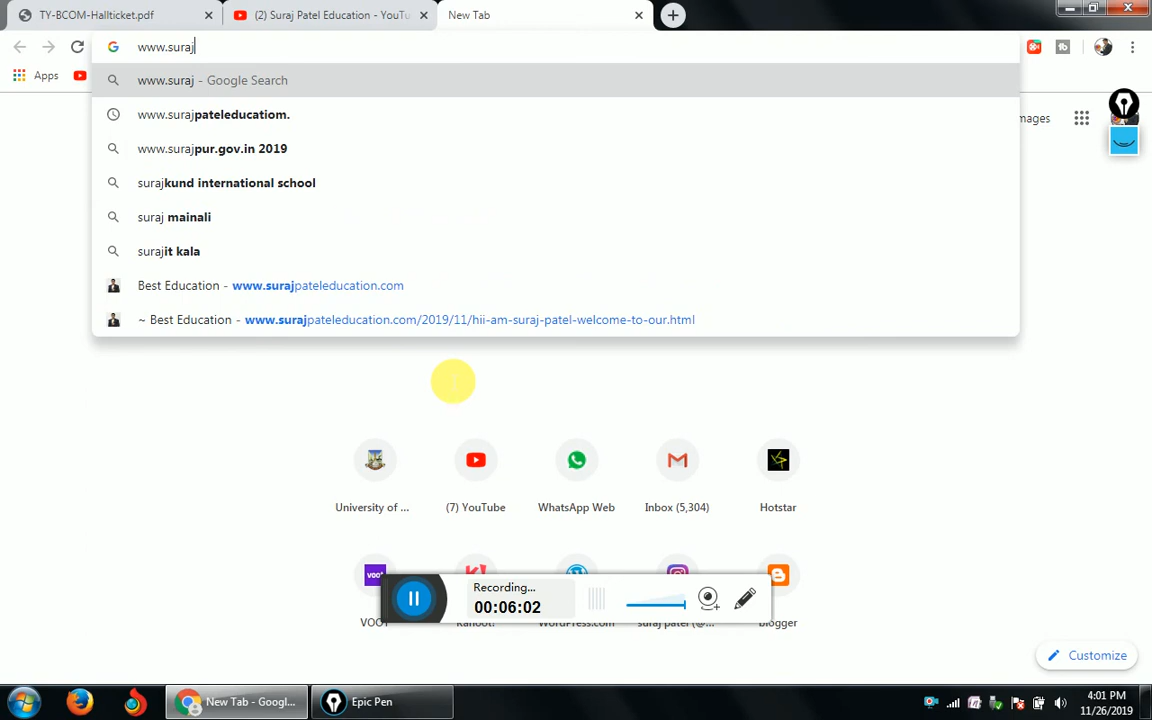 TY-BCOM-Hallticket.pdf
(2) Suraj Patel Education - YouTu
New Tab
www.suraj
Apps
www.suraj - Google Search
www.surajpateleducatiom.
www.surajpur.gov.in 2019
surajkund international school
suraj mainali
surajit kala
Best Education - www.surajpateleducation.com
~ Best Education - www.surajpateleducation.com/2019/11/hii-am-suraj-patel-welcome-to-our.html
mages
University of ...
(7) YouTube
WhatsApp Web
Inbox (5,304)
Hotstar
VOO
Kahoot!
WordPress.com
suraj patel (@...
blogger
Recording...
00:06:02
Customize
New Tab - Googl...
Epic Pen
4:01 PM
11/26/2019